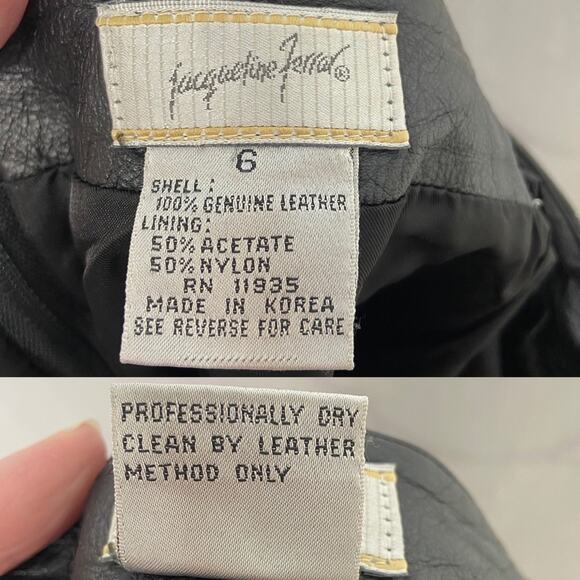 jacqueline Ferrar®
6
SHELL:
100% GENUINE LEATHER
LINING:
50% ACETATE
50% NYLON
RN 11935
MADE IN KOREA
SEE REVERSE FOR CARE
PROFESSIONALLY DRY
CLEAN BY LEATHER
METHOD ONLY